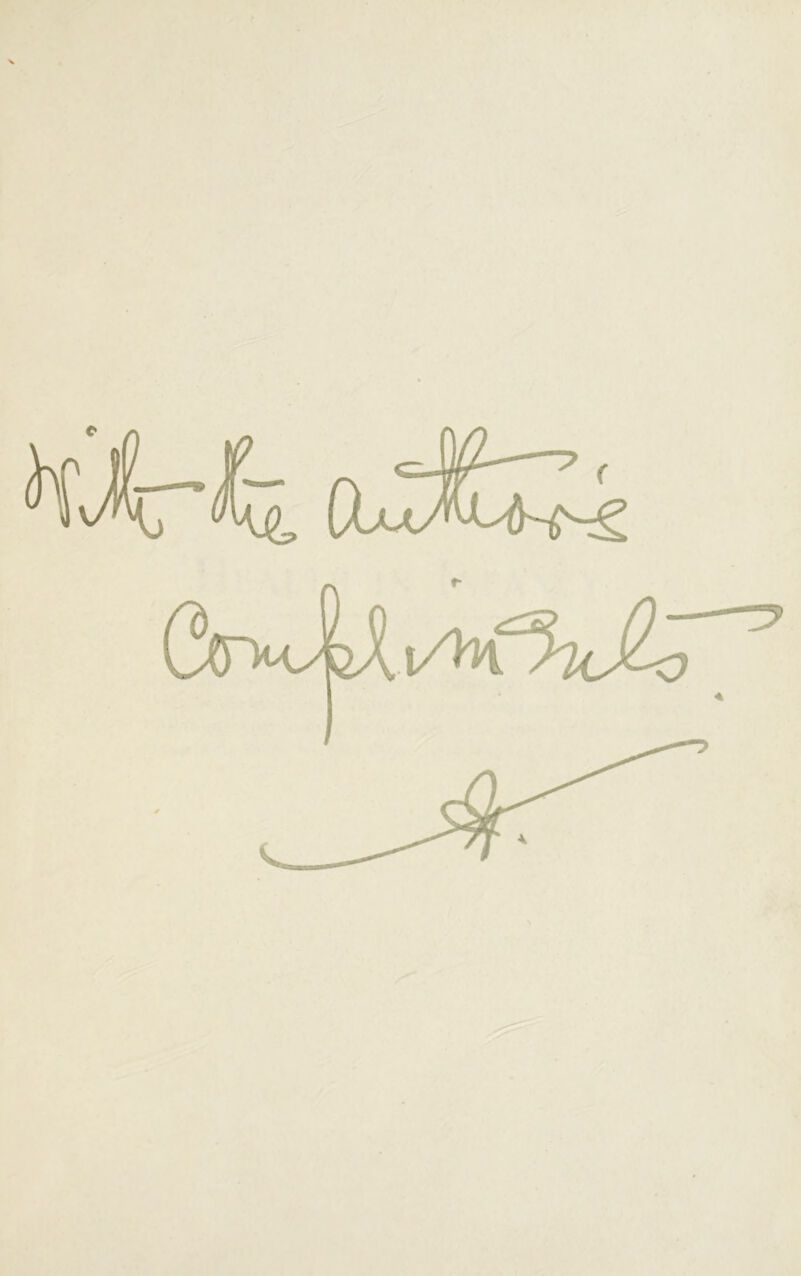 With the author's
Compliments.